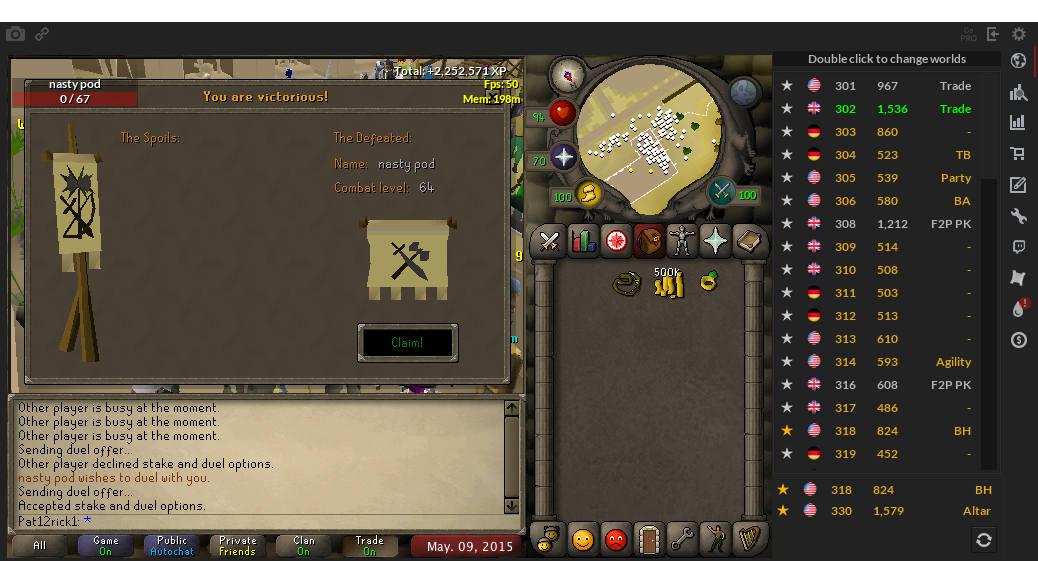 Go
PRO
Double click to change worlds
Total: +2,252,571 XP
nasty pod
0 / 67
Fps: 50
Mem: 198m
You are victorious!
The Spoils:
The Defeated:
Name: nasty pod
Combat level: 64
Claim!
94
70
100
100
500K
301 967 Trade
302 1,536 Trade
303 860 -
304 523 TB
305 539 Party
306 580 BA
308 1,212 F2P PK
309 514 -
310 508 -
311 503 -
312 513 -
313 610 -
314 593 Agility
316 608 F2P PK
317 486 -
318 824 BH
319 452 -
318 824 BH
330 1,579 Altar
Other player is busy at the moment.
Other player is busy at the moment.
Other player is busy at the moment.
Sending duel offer...
Other player declined stake and duel options.
nasty pod wishes to duel with you.
Sending duel offer...
Accepted stake and duel options.
Pat12rick1: *
All
Game
On
Public
Autochat
Private
Friends
Clan
On
Trade
On
May. 09, 2015